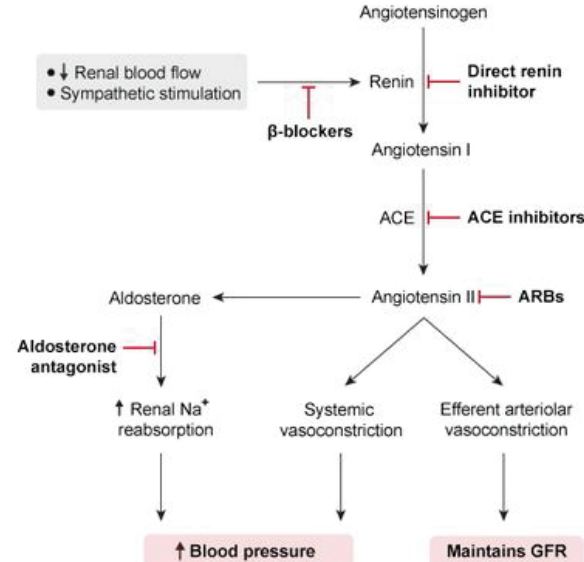 Angiotensinogen
• ↓ Renal blood flow
• Sympathetic stimulation
Renin
Direct renin
inhibitor
β-blockers
Angiotensin I
ACE
ACE inhibitors
Aldosterone
Angiotensin II
ARBs
Aldosterone
antagonist
↑ Renal Na⁺
reabsorption
Systemic
vasoconstriction
Efferent arteriolar
vasoconstriction
↑ Blood pressure
Maintains GFR